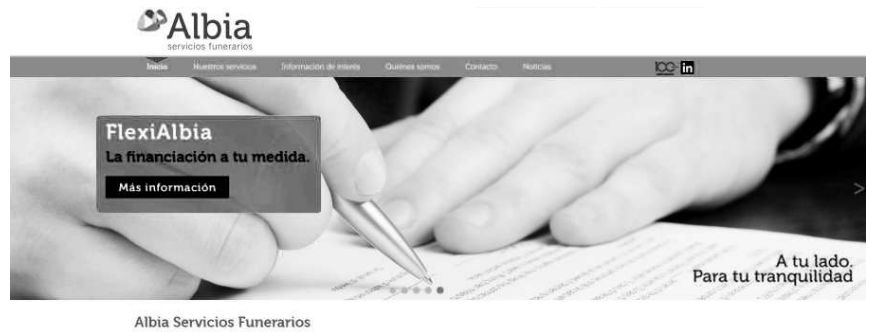 Albia
servicios funerarios
Inicio Nuestros servicios Información de interés Quiénes somos Contacto Noticias in
FlexiAlbia
La financiación a tu medida.
Más información
>
A tu lado.
Para tu tranquilidad
Albia Servicios Funerarios